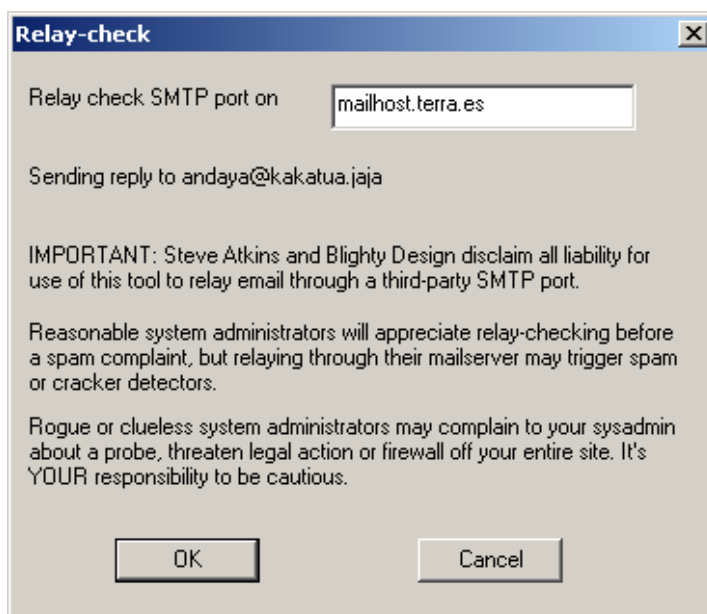 Relay-check
Relay check SMTP port on
mailhost.terra.es
Sending reply to andaya@kakatua.jaja
IMPORTANT: Steve Atkins and Blighty Design disclaim all liability for
use of this tool to relay email through a third-party SMTP port.
Reasonable system administrators will appreciate relay-checking before
a spam complaint, but relaying through their mailserver may trigger spam
or cracker detectors.
Rogue or clueless system administrators may complain to your sysadmin
about a probe, threaten legal action or firewall off your entire site. It's
YOUR responsibility to be cautious.
OK
Cancel